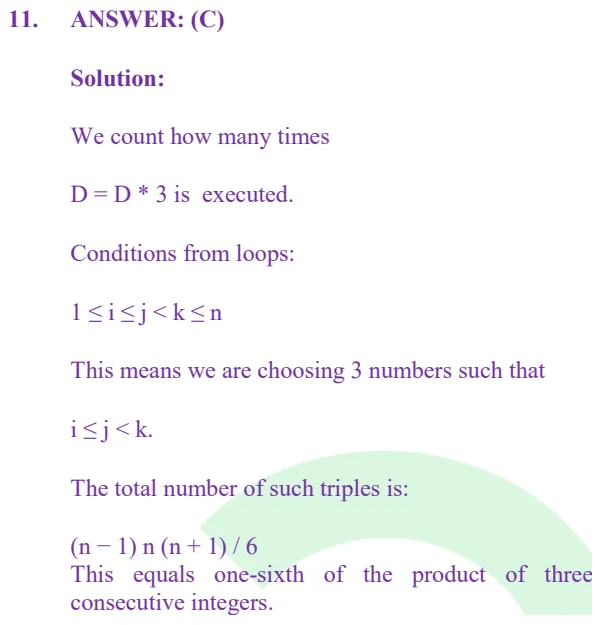 11. ANSWER: (C)
Solution:
We count how many times
D = D * 3 is executed.
Conditions from loops:
1 ≤ i ≤ j < k ≤ n
This means we are choosing 3 numbers such that
i ≤ j < k.
The total number of such triples is:
(n − 1) n (n + 1) / 6
This equals one-sixth of the product of three
consecutive integers.